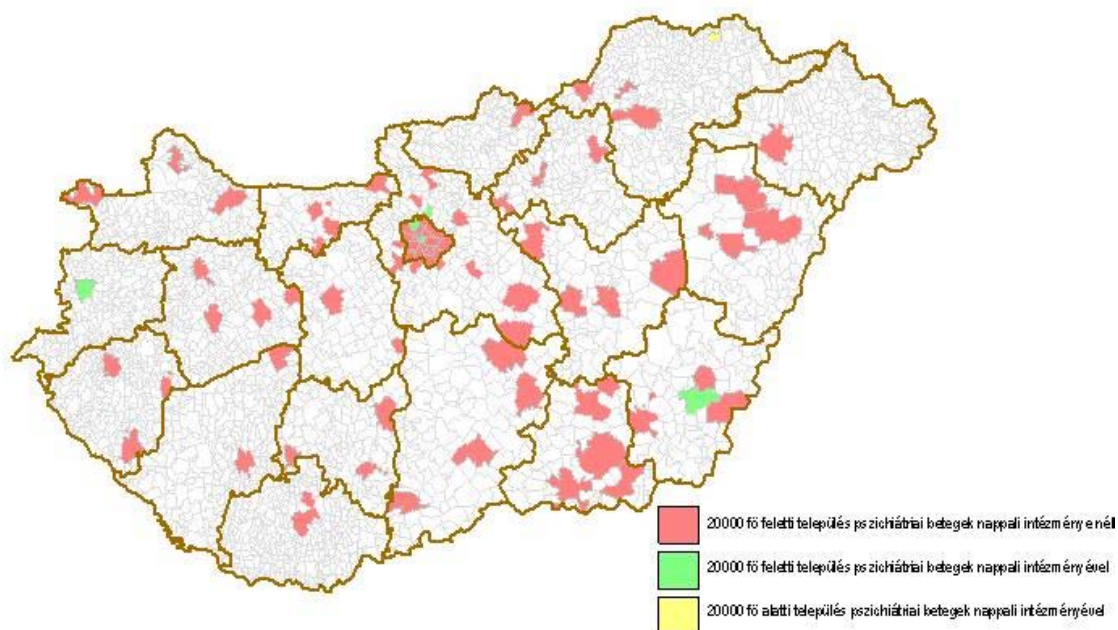 20000 fő feletti település pszichiátriai betegek nappali intézménye nél
20000 fő feletti település pszichiátriai betegek nappali intézményével
20000 fő alatti település pszichiátriai betegek nappali intézményével